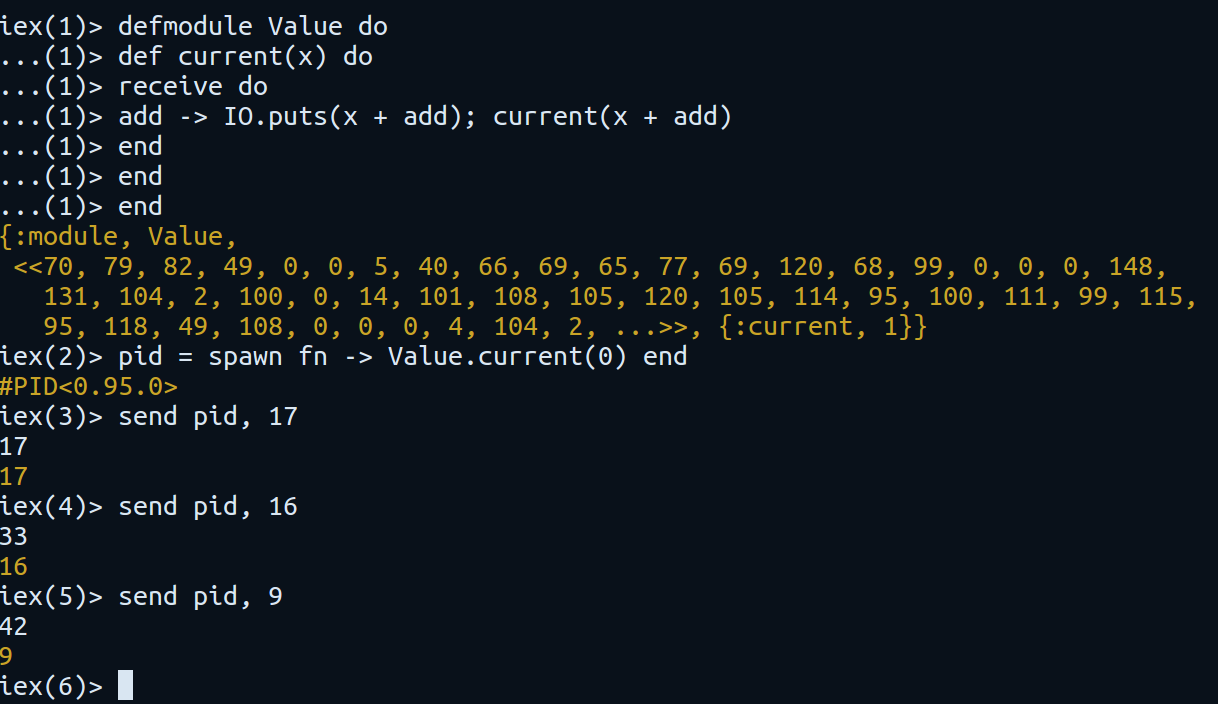 iex(1)> defmodule Value do
...(1)> def current(x) do
...(1)> receive do
...(1)> add -> IO.puts(x + add); current(x + add)
...(1)> end
...(1)> end
...(1)> end
{:module, Value,
 <<70, 79, 82, 49, 0, 0, 5, 40, 66, 69, 65, 77, 69, 120, 68, 99, 0, 0, 0, 148,
   131, 104, 2, 100, 0, 14, 101, 108, 105, 120, 105, 114, 95, 100, 111, 99, 115,
   95, 118, 49, 108, 0, 0, 0, 4, 104, 2, ...>>, {:current, 1}}
iex(2)> pid = spawn fn -> Value.current(0) end
#PID<0.95.0>
iex(3)> send pid, 17
17
17
iex(4)> send pid, 16
33
16
iex(5)> send pid, 9
42
9
iex(6)>